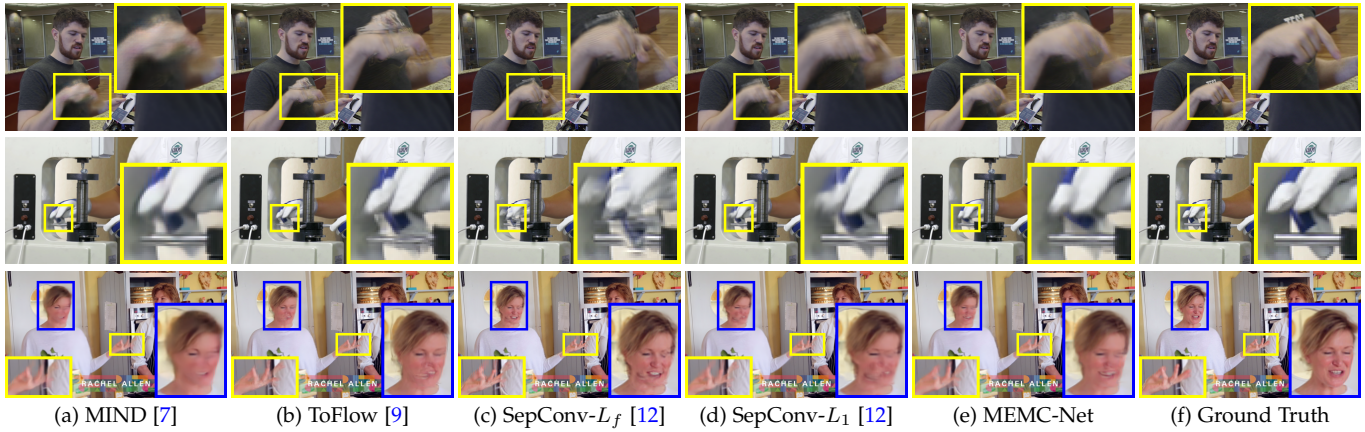 TEST
RACHEL ALLEN RACHEL ALLEN RACHEL ALLEN RACHEL ALLEN RACHEL ALLEN RACHEL ALLEN
(a) MIND [7] (b) ToFlow [9] (c) SepConv-L_f [12] (d) SepConv-L_1 [12] (e) MEMC-Net (f) Ground Truth